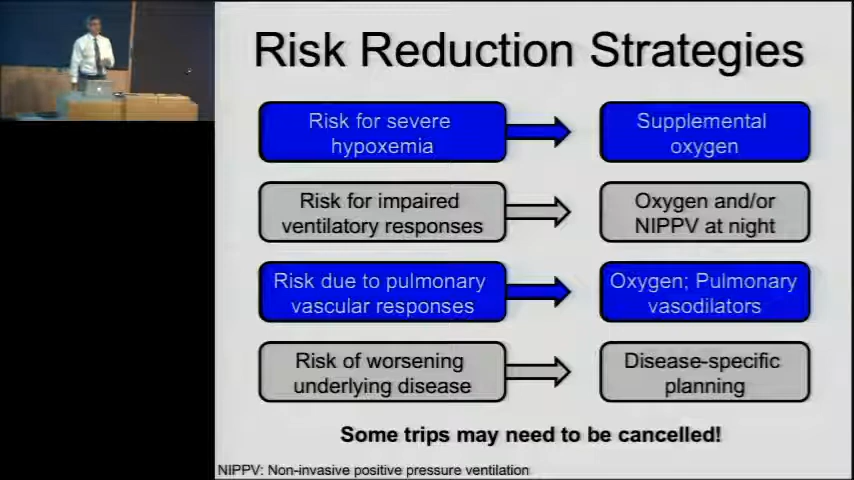 Risk Reduction Strategies
Risk for severe
hypoxemia
Supplemental
oxygen
Risk for impaired
ventilatory responses
Oxygen and/or
NIPPV at night
Risk due to pulmonary
vascular responses
Oxygen; Pulmonary
vasodilators
Risk of worsening
underlying disease
Disease-specific
planning
Some trips may need to be cancelled!
NIPPV: Non-invasive positive pressure ventilation